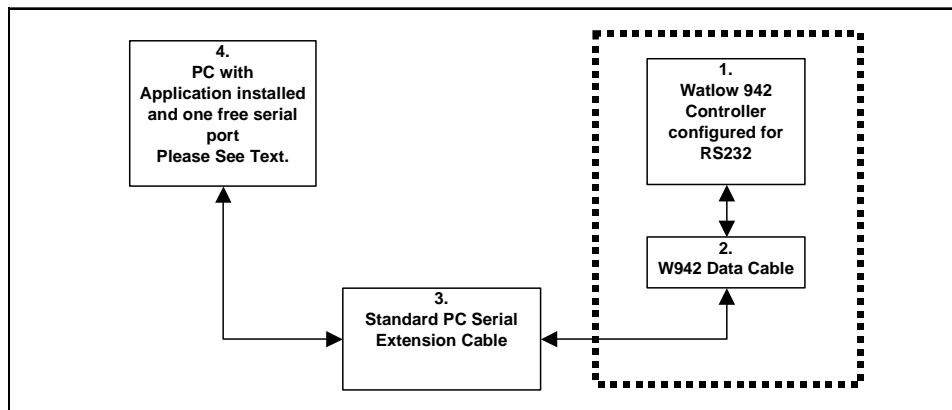 4.
PC with
Application installed
and one free serial
port
Please See Text.
1.
Watlow 942
Controller
configured for
RS232
2.
W942 Data Cable
3.
Standard PC Serial
Extension Cable